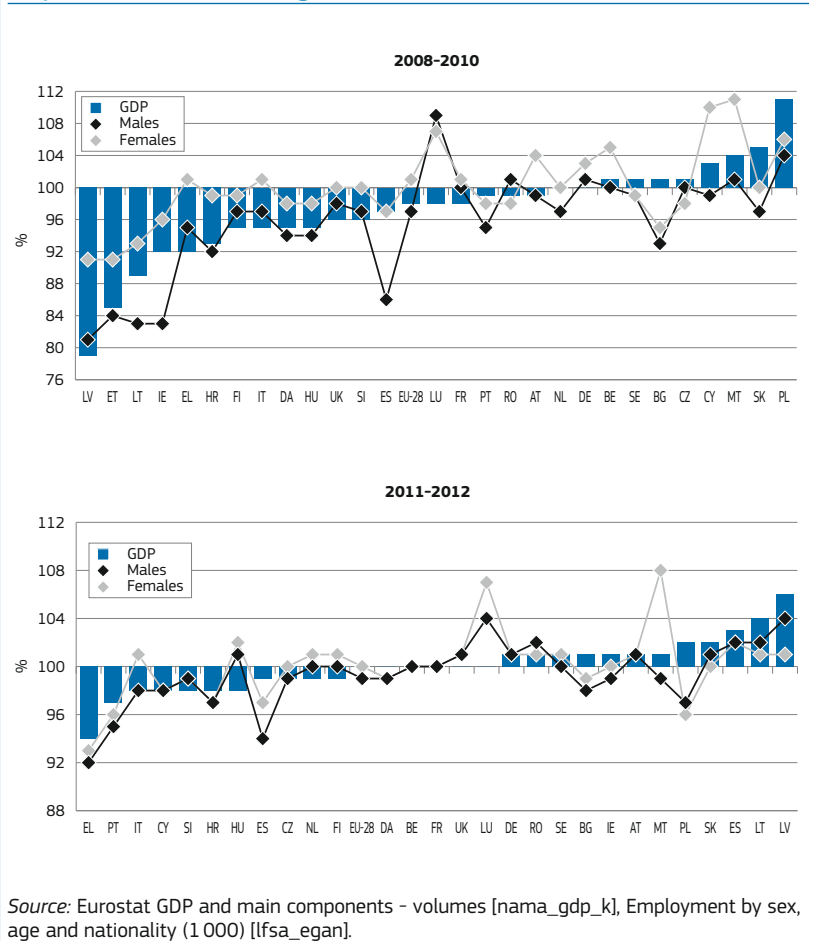 2008-2010
112
108
104
100
96
92
88
84
80
76
%
GDP
Males
Females
LV ET LT IE EL HR FI IT DA HU UK SI ES EU-28 LU FR PT RO AT NL DE BE SE BG CZ CY MT SK PL
2011-2012
112
108
104
100
96
92
88
%
GDP
Males
Females
EL PT IT CY SI HR HU ES CZ NL FI EU-28 DA BE FR UK LU DE RO SE BG IE AT MT PL SK ES LT LV
Source: Eurostat GDP and main components - volumes [nama_gdp_k], Employment by sex,
age and nationality (1 000) [lfsa_egan].